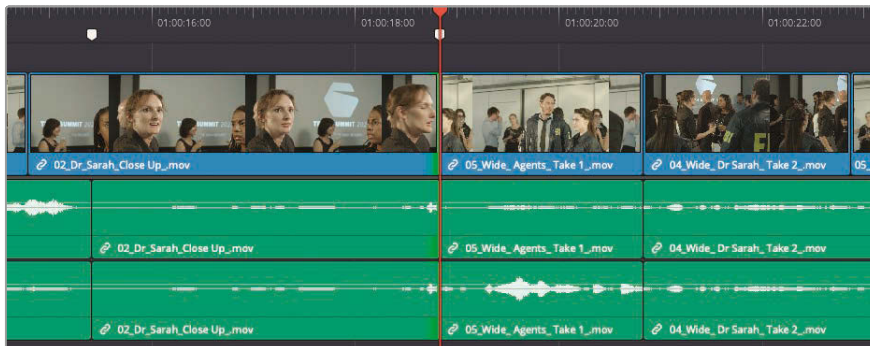 01:00:16:00 01:00:18:00 01:00:20:00 01:00:22:00
02_Dr_Sarah_Close Up_.mov 05_Wide_ Agents_ Take 1_.mov 04_Wide_ Dr Sarah_ Take 2_.mov 05_
02_Dr_Sarah_Close Up_.mov 05_Wide_ Agents_ Take 1_.mov 04_Wide_ Dr Sarah_ Take 2_.mov
02_Dr_Sarah_Close Up_.mov 05_Wide_ Agents_ Take 1_.mov 04_Wide_ Dr Sarah_ Take 2_.mov